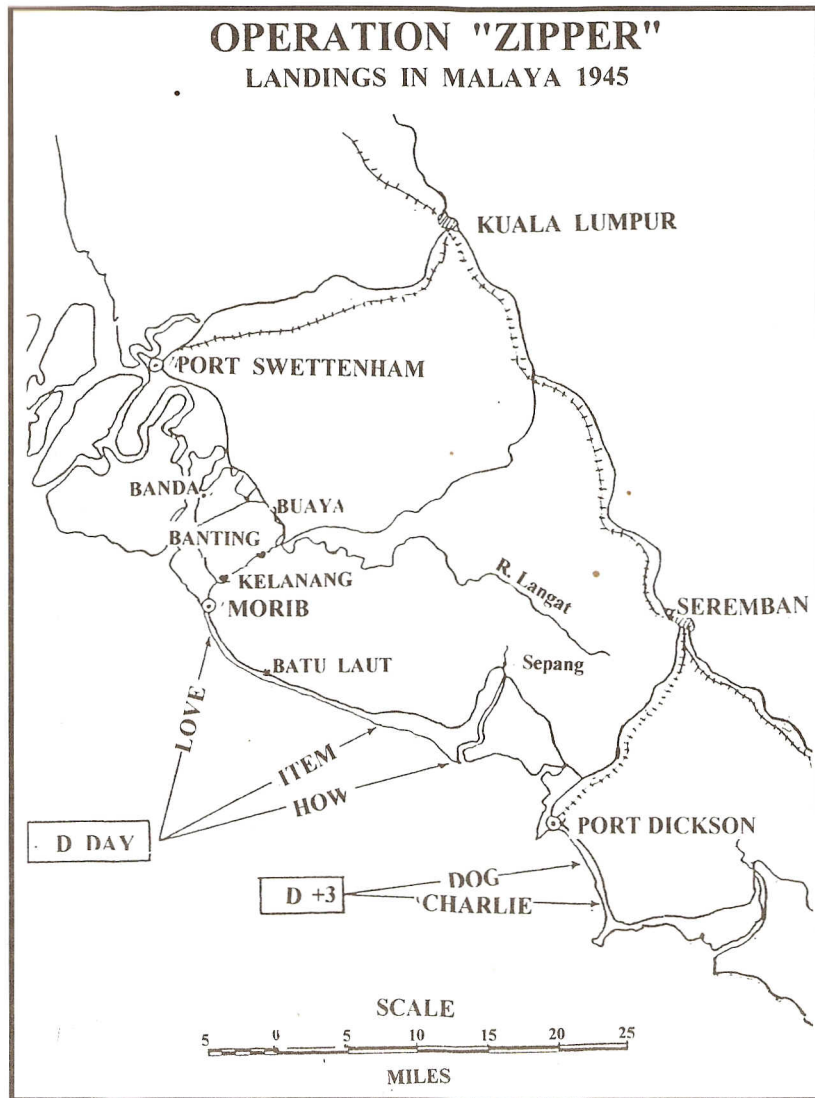 OPERATION "ZIPPER"
LANDINGS IN MALAYA 1945
KUALA LUMPUR
PORT SWETTENHAM
BANDA
BUAYA
BANTING
KELANANG
MORIB
R. Langat
SEREMBAN
BATU LAUT
Sepang
LOVE
ITEM
HOW
D DAY
PORT DICKSON
D +3
DOG
CHARLIE
SCALE
5 0 5 10 15 20 25
MILES